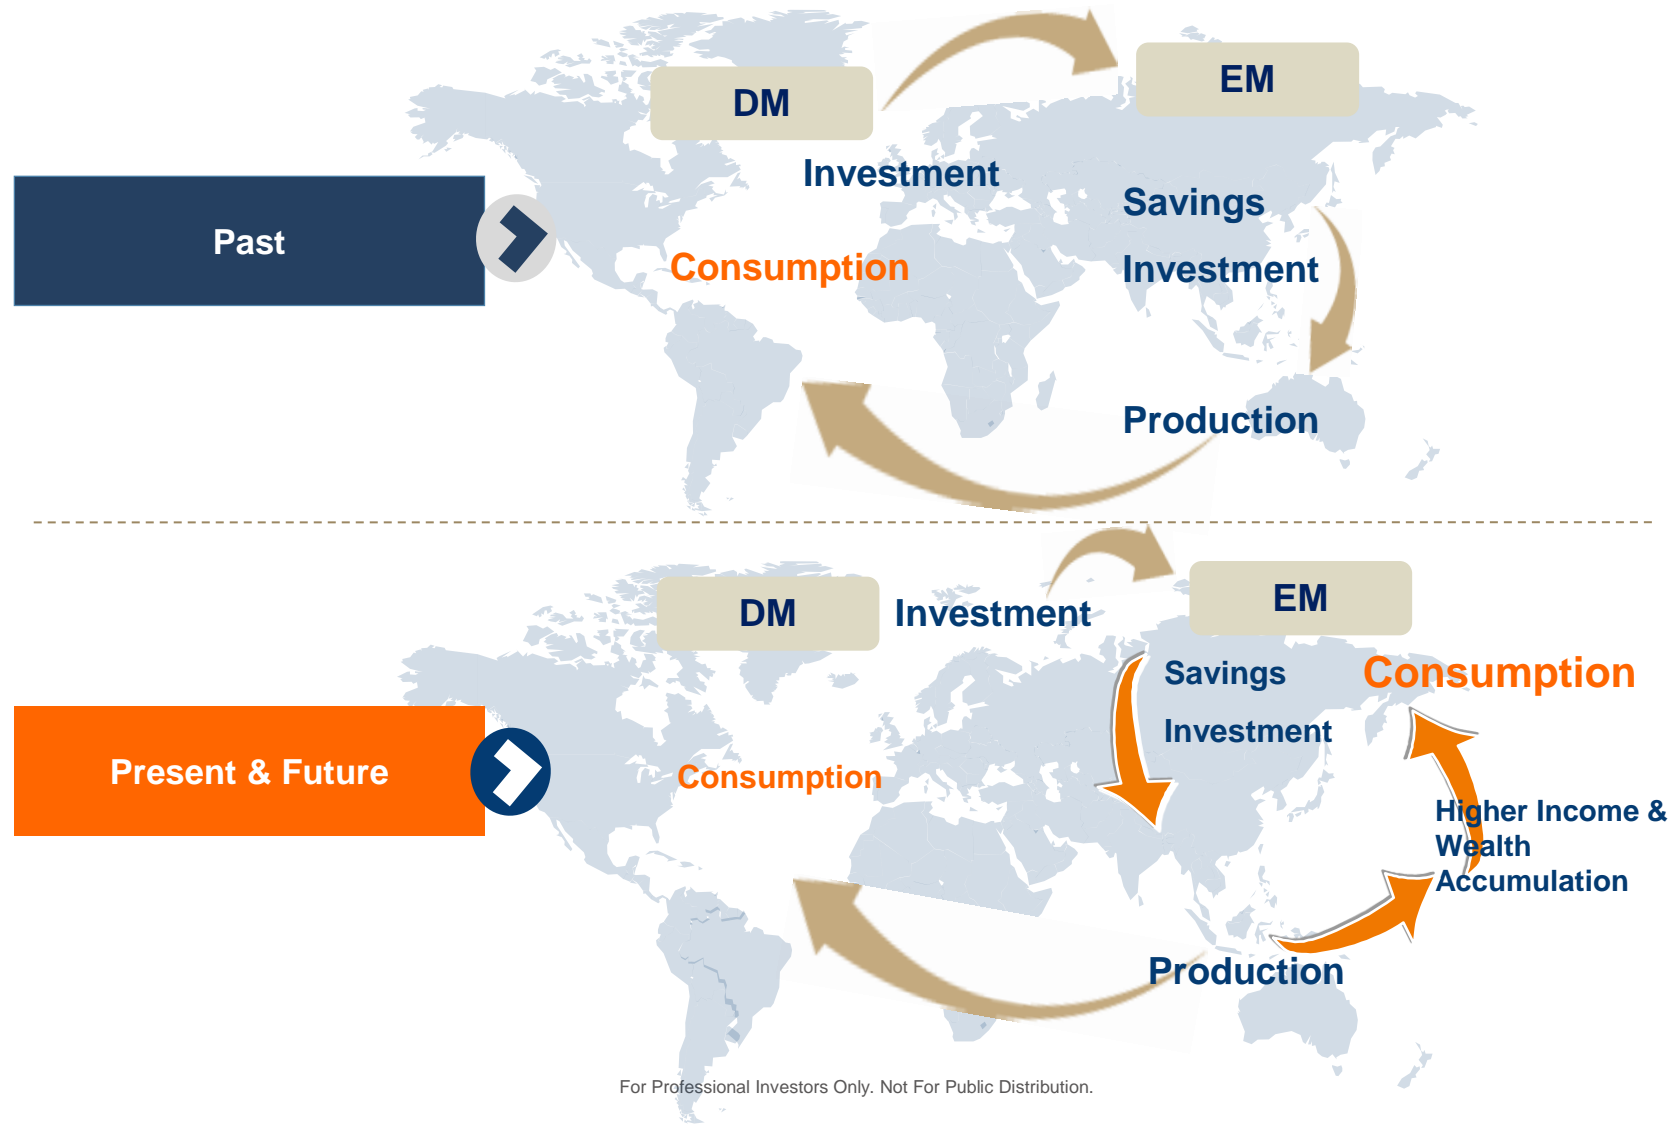 DM
EM
Investment
Savings
Past
Consumption
Investment
Production
DM
Investment
EM
Savings
Consumption
Investment
Present & Future
Consumption
Higher Income &
Wealth
Accumulation
Production
For Professional Investors Only. Not For Public Distribution.